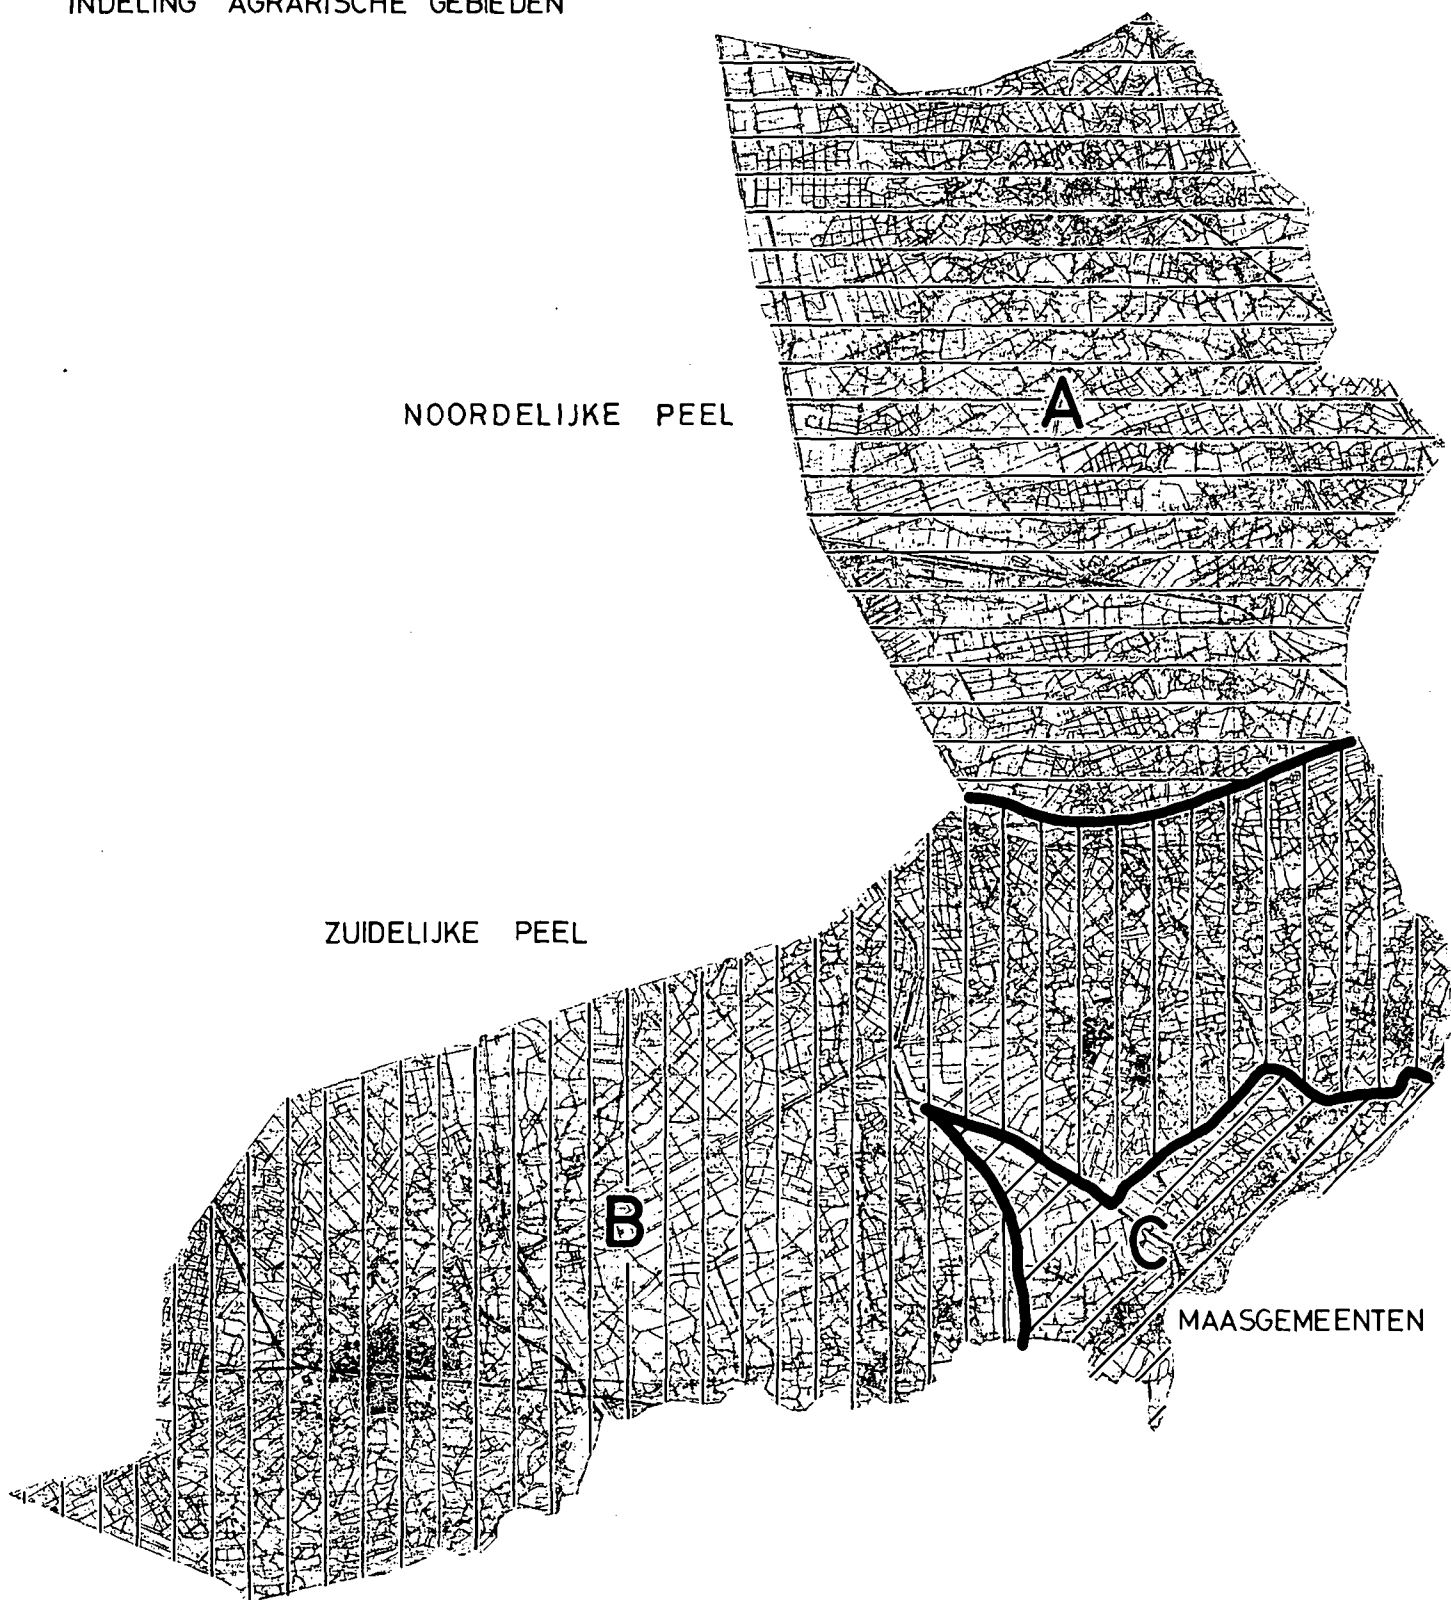 INDELING AGRARISCHE GEBIEDEN
NOORDELIJKE PEEL
A
ZUIDELIJKE PEEL
B
C
MAASGEMEENTEN